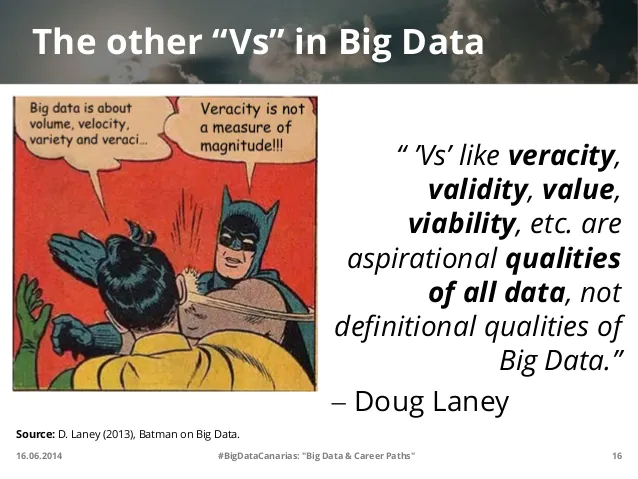 The other “Vs” in Big Data
Big data is about
volume, velocity,
variety and veraci...
Veracity is not
a measure of
magnitude!!!
“ ’Vs’ like veracity,
validity, value,
viability, etc. are
aspirational qualities
of all data, not
definitional qualities of
Big Data.”
– Doug Laney
Source: D. Laney (2013), Batman on Big Data.
16.06.2014
#BigDataCanarias: "Big Data & Career Paths"
16